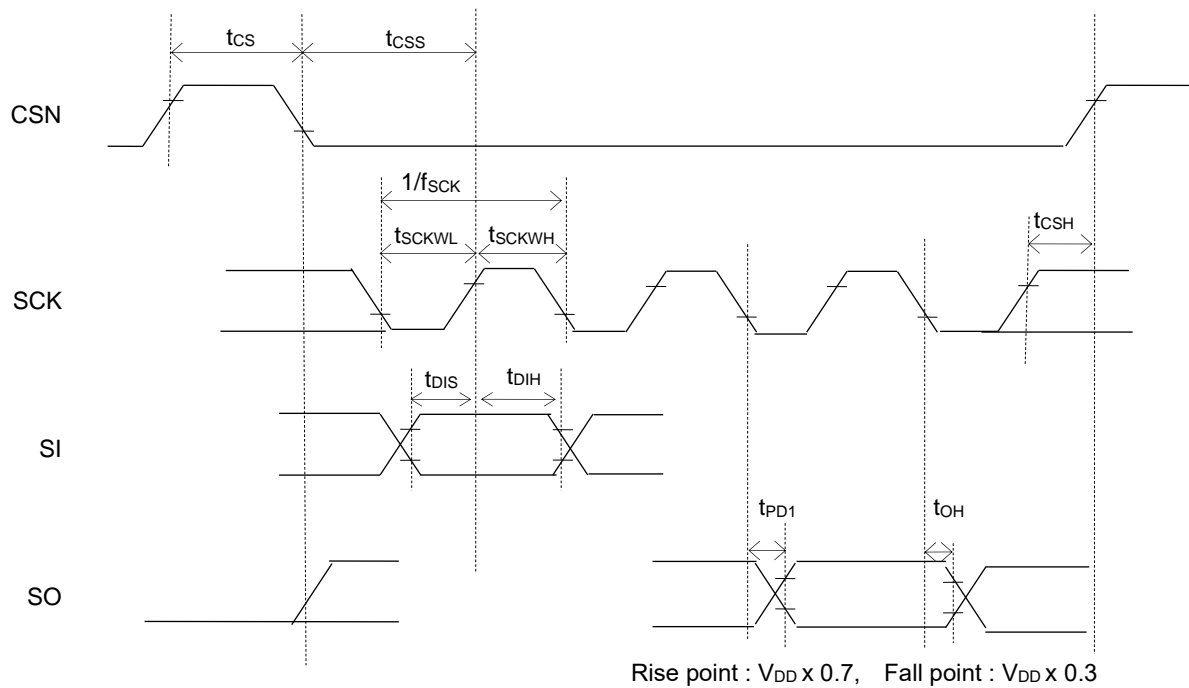 tCS tCSS
CSN
1/fSCK
tCSH
tSCKWL tSCKWH
SCK
tDIS tDIH
SI
tPD1 tOH
SO
Rise point : VDD x 0.7, Fall point : VDD x 0.3